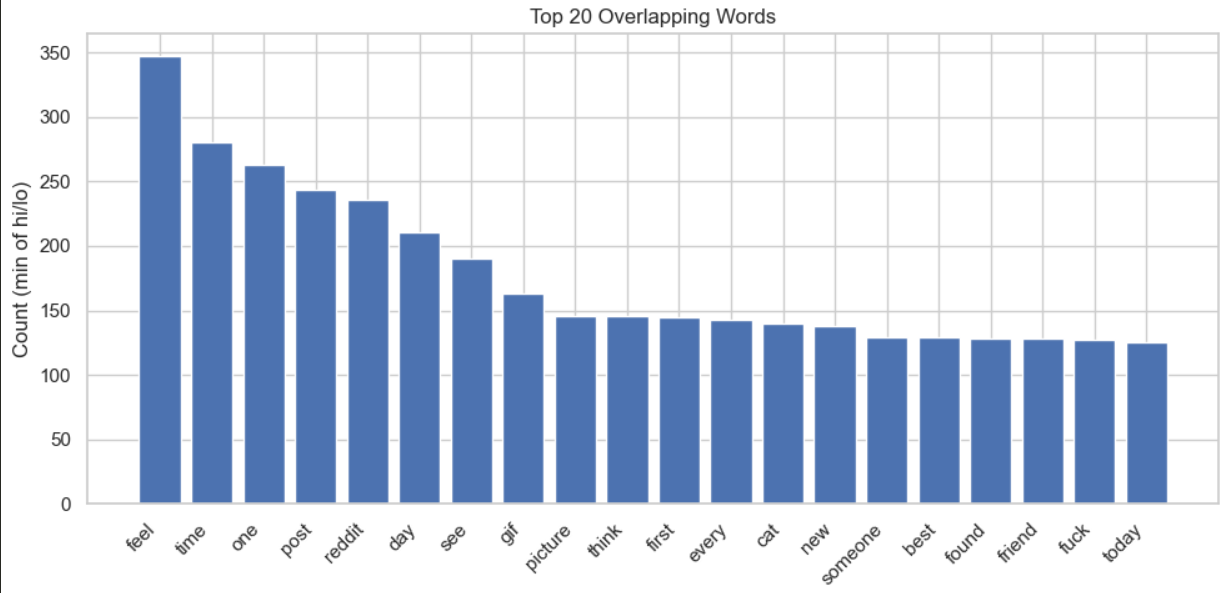 Top 20 Overlapping Words
Count (min of hi/lo)
350
300
250
200
150
100
50
0
feel
time
one
post
reddit
day
see
gif
picture
think
first
every
cat
new
someone
best
found
friend
fuck
today